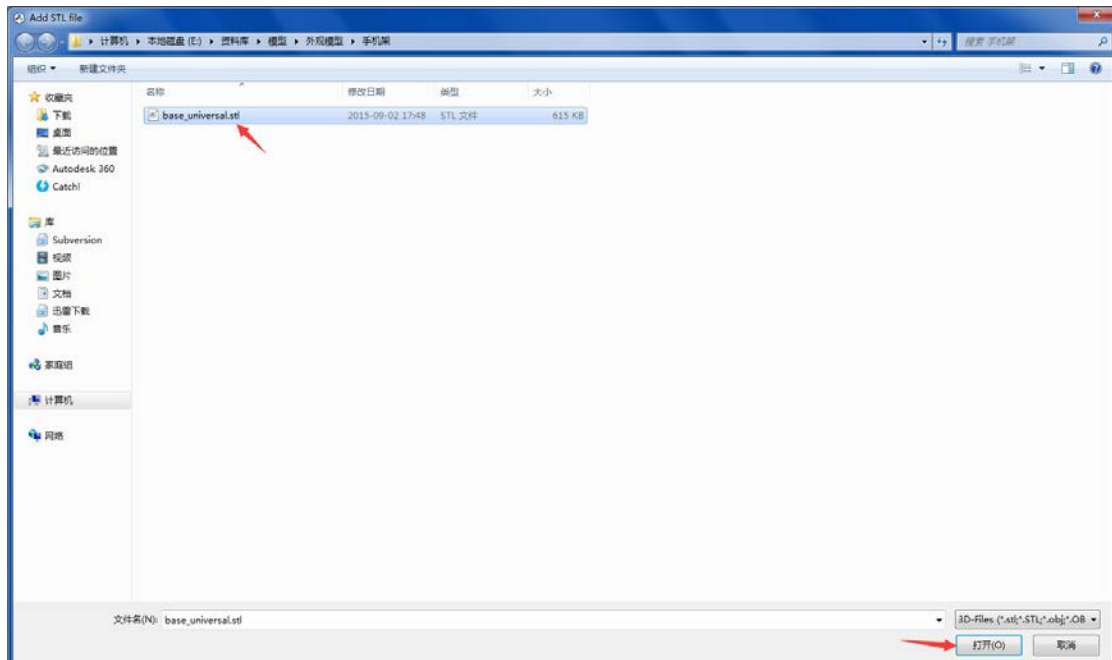 Add STL file
计算机 ▸ 本地磁盘 (E:) ▸ 资料库 ▸ 模型 ▸ 外观模型 ▸ 手机架
搜索 手机架
组织 新建文件夹
名称 修改日期 类型 大小
base_universal.stl 2015-09-02 17:48 STL 文件 615 KB
收藏夹
下载
桌面
最近访问的位置
Autodesk 360
Catch!
库
Subversion
视频
图片
文档
迅雷下载
音乐
家庭组
计算机
网络
文件名(N): base_universal.stl
3D-Files (*.stl;*.STL;*.obj;*.OB
打开(O) 取消